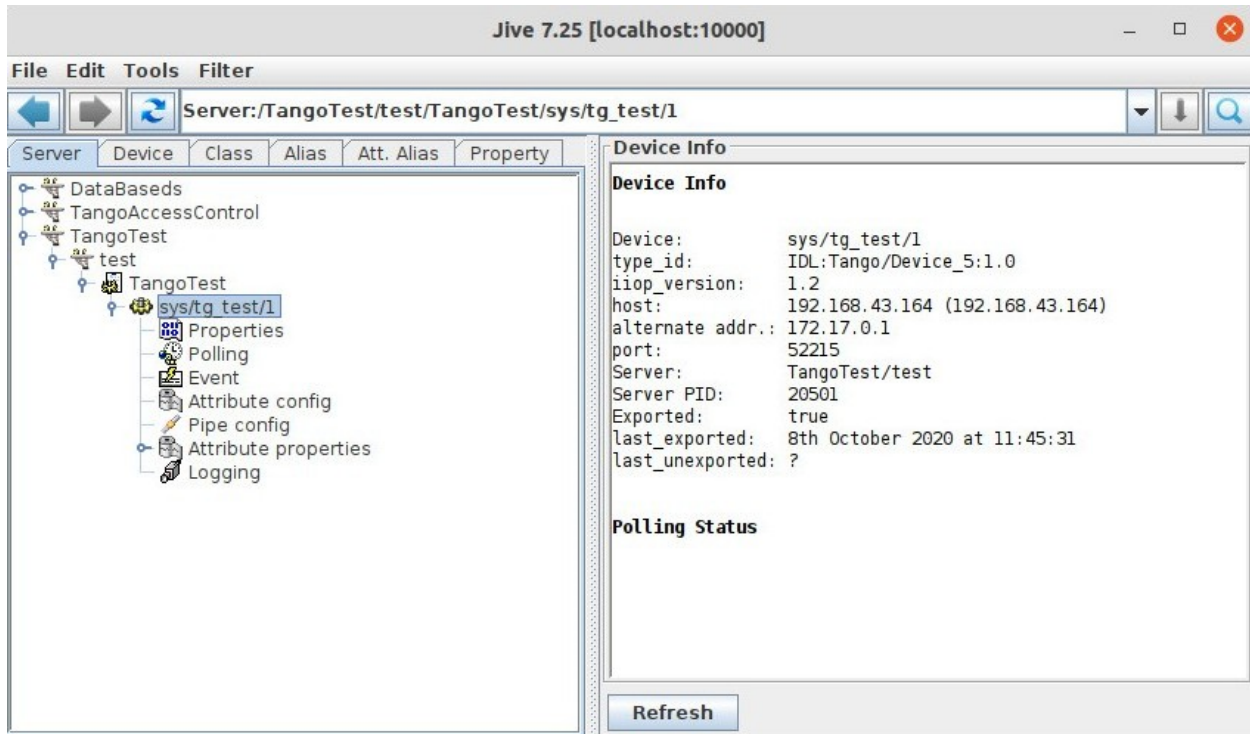 Jive 7.25 [localhost:10000]
File Edit Tools Filter
Server:/TangoTest/test/TangoTest/sys/tg_test/1
Server Device Class Alias Att. Alias Property
DataBaseds
TangoAccessControl
TangoTest
test
TangoTest
sys/tg_test/1
Properties
Polling
Event
Attribute config
Pipe config
Attribute properties
Logging
Device Info
Device Info
Device: sys/tg_test/1
type_id: IDL:Tango/Device_5:1.0
iiop_version: 1.2
host: 192.168.43.164 (192.168.43.164)
alternate addr.: 172.17.0.1
port: 52215
Server: TangoTest/test
Server PID: 20501
Exported: true
last_exported: 8th October 2020 at 11:45:31
last_unexported: ?
Polling Status
Refresh